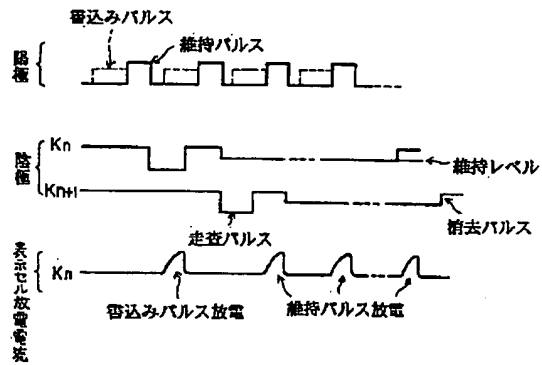 書込みパルス
維持パルス
陽極
陰極
Kn
維持レベル
Kn+1
消去パルス
走査パルス
表示セル放電電流
Kn
書込みパルス放電
維持パルス放電